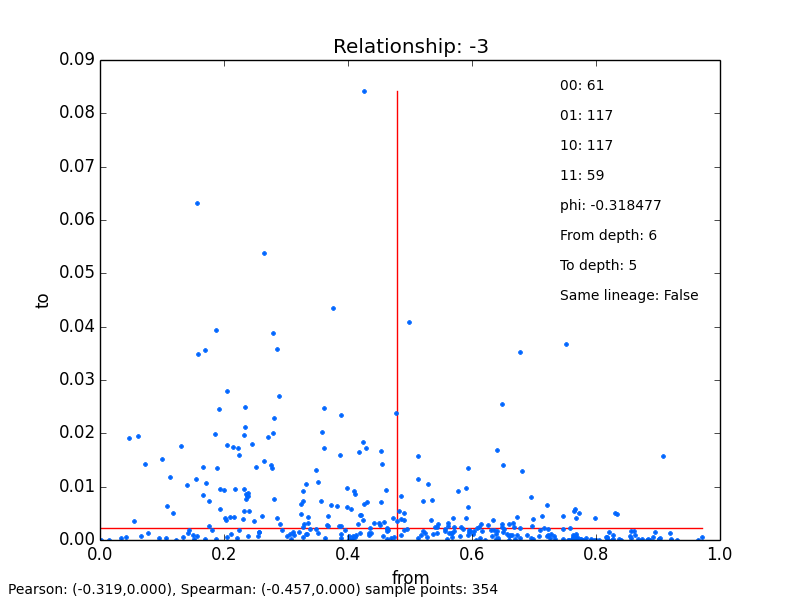 Relationship: -3
0.09
0.08
0.07
0.06
0.05
0.04
0.03
0.02
0.01
0.00
to
00: 61
01: 117
10: 117
11: 59
phi: -0.318477
From depth: 6
To depth: 5
Same lineage: False
0.0 0.2 0.4 0.6 0.8 1.0
from
Pearson: (-0.319,0.000), Spearman: (-0.457,0.000) sample points: 354